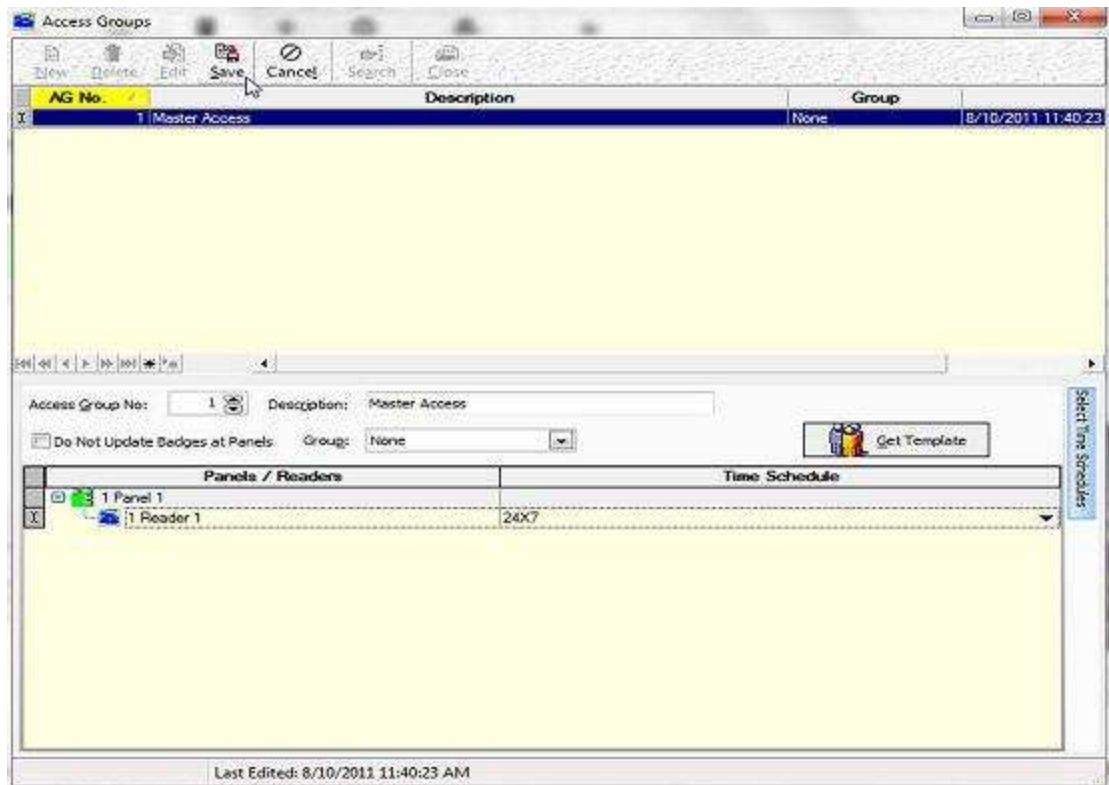 Access Groups
New Delete Edit Save Cancel Search Close
AG No. Description Group
1 Master Access None 8/10/2011 11:40:23
Access Group No: 1 Description: Master Access
Do Not Update Badges at Panels Group: None Get Template
Select Time Schedules
Panels / Readers Time Schedule
1 Panel 1
1 Reader 1 24X7
Last Edited: 8/10/2011 11:40:23 AM